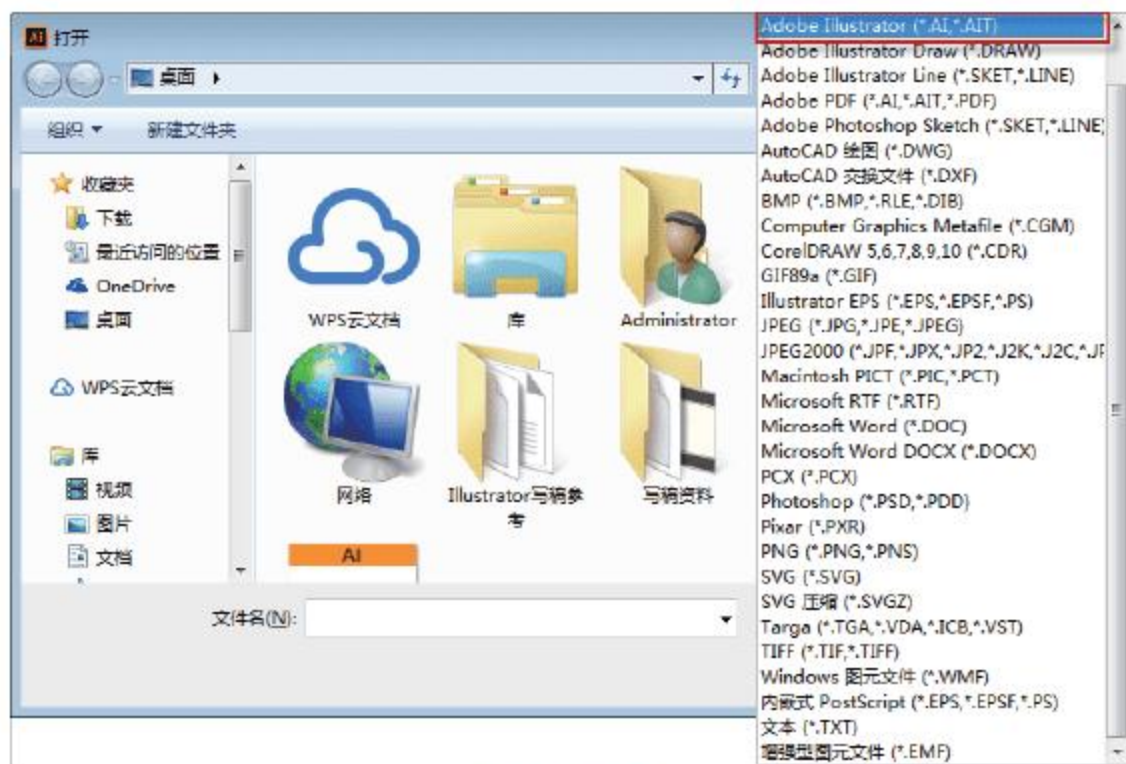 打开
桌面
组织
新建文件夹
收藏夹
下载
最近访问的位置
OneDrive
桌面
WPS云文档
库
视频
图片
文档
WPS云文档
库
Administrator
网络
Illustrator写稿参
考
写稿资料
AI
文件名(N):
Adobe Illustrator (*.AI,*.AIT)
Adobe Illustrator Draw (*.DRAW)
Adobe Illustrator Line (*.SKET,*.LINE)
Adobe PDF (*.AI,*.AIT,*.PDF)
Adobe Photoshop Sketch (*.SKET,*.LINE)
AutoCAD 绘图 (*.DWG)
AutoCAD 交换文件 (*.DXF)
BMP (*.BMP,*.RLE,*.DIB)
Computer Graphics Metafile (*.CGM)
CorelDRAW 5,6,7,8,9,10 (*.CDR)
GIF89a (*.GIF)
Illustrator EPS (*.EPS,*.EPSF,*.PS)
JPEG (*.JPG,*.JPE,*.JPEG)
JPEG2000 (*.JPF,*.JPX,*.JP2,*.J2K,*.J2C,*.JF
Macintosh PICT (*.PIC,*.PCT)
Microsoft RTF (*.RTF)
Microsoft Word (*.DOC)
Microsoft Word DOCX (*.DOCX)
PCX (*.PCX)
Photoshop (*.PSD,*.PDD)
Pixar (*.PXR)
PNG (*.PNG,*.PNS)
SVG (*.SVG)
SVG 压缩 (*.SVGZ)
Targa (*.TGA,*.VDA,*.ICB,*.VST)
TIFF (*.TIF,*.TIFF)
Windows 图元文件 (*.WMF)
内嵌式 PostScript (*.EPS,*.EPSF,*.PS)
文本 (*.TXT)
增强型图元文件 (*.EMF)